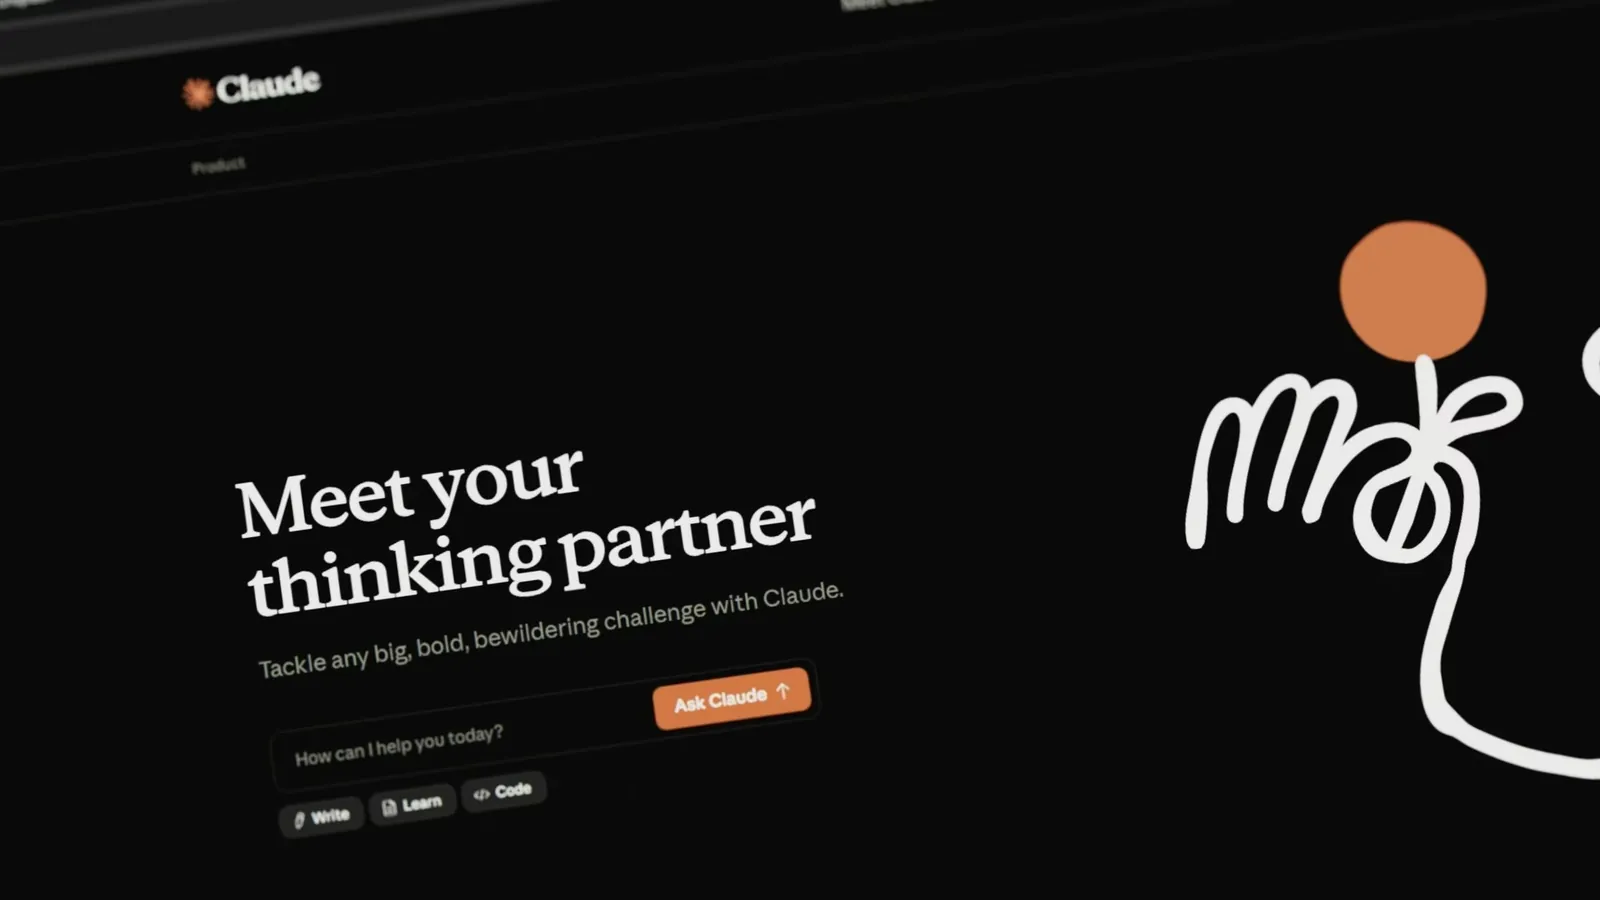 Claude
Product
Meet your
thinking partner
Tackle any big, bold, bewildering challenge with Claude.
How can I help you today?
Ask Claude ↑
Write
Learn
Code